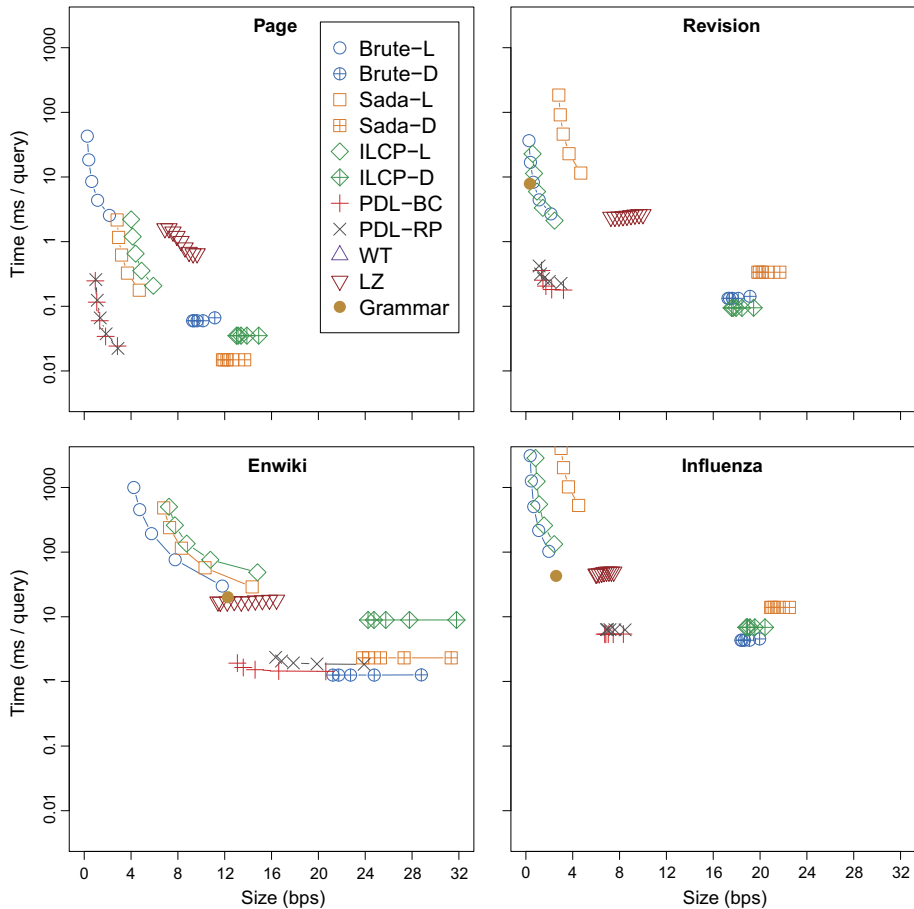 Page
Revision
Time (ms / query)
1000
100
10
1
0.1
0.01
Brute−L
Brute−D
Sada−L
Sada−D
ILCP−L
ILCP−D
PDL−BC
PDL−RP
WT
LZ
Grammar
Enwiki
Influenza
Time (ms / query)
1000
100
10
1
0.1
0.01
0 4 8 12 16 20 24 28 32
0 4 8 12 16 20 24 28 32
Size (bps)
Size (bps)